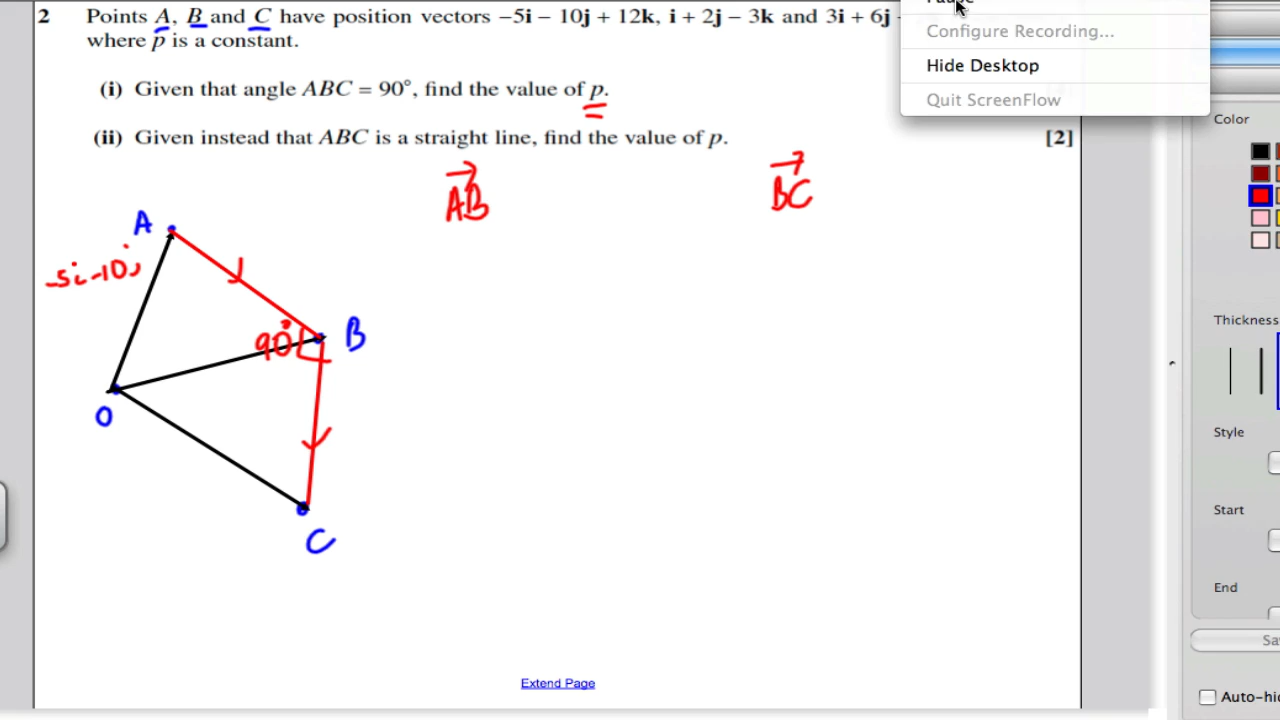 2 Points A, B and C have position vectors −5i − 10j + 12k, i + 2j − 3k and 3i + 6j
where p is a constant.
(i) Given that angle ABC = 90°, find the value of p.
(ii) Given instead that ABC is a straight line, find the value of p.
[2]
AB
BC
A
-5i-10j
90°
B
O
C
Extend Page
Configure Recording...
Hide Desktop
Quit ScreenFlow
Color
Thickness
Style
Start
End
Sa
Auto-hi